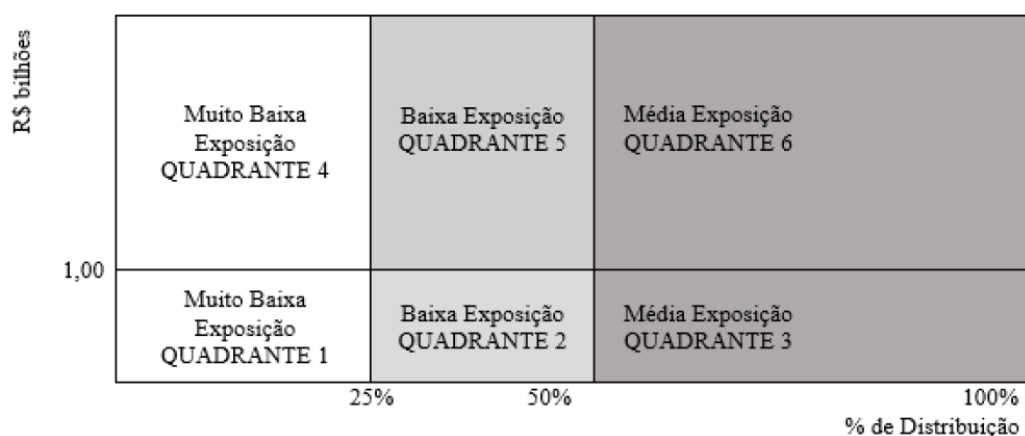 R$ bilhões
Muito Baixa
Exposição
QUADRANTE 4
Baixa Exposição
QUADRANTE 5
Média Exposição
QUADRANTE 6
1,00
Muito Baixa
Exposição
QUADRANTE 1
Baixa Exposição
QUADRANTE 2
Média Exposição
QUADRANTE 3
25%
50%
100%
% de Distribuição